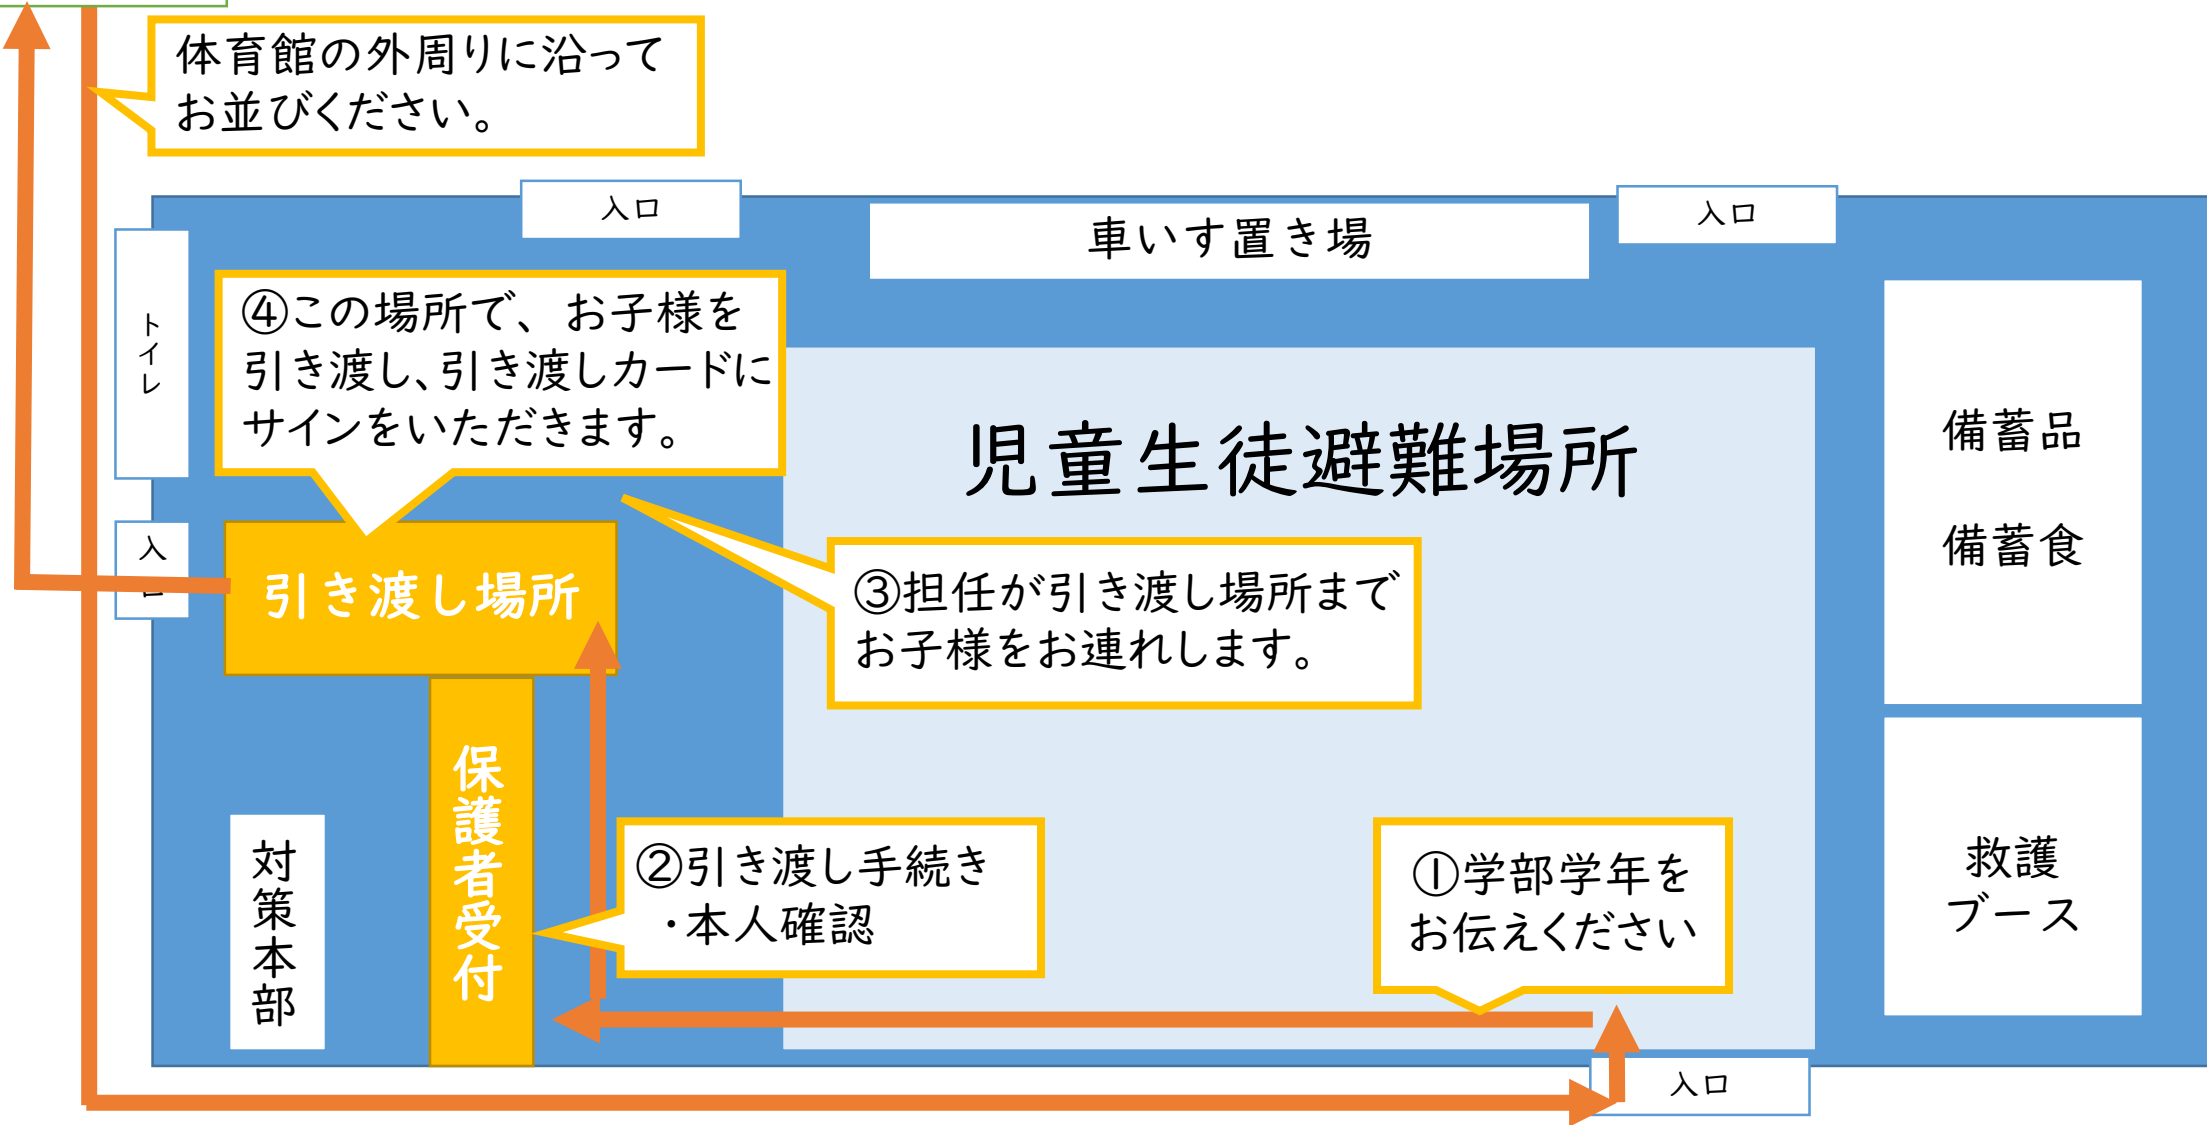 体育館の外周りに沿って
お並びください。
入口
車いす置き場
入口
トイレ
④この場所で、お子様を
引き渡し、引き渡しカードに
サインをいただきます。
児童生徒避難場所
備蓄品
備蓄食
入
引き渡し場所
③担任が引き渡し場所まで
お子様をお連れします。
保護者受付
対策本部
②引き渡し手続き
・本人確認
①学部学年を
お伝えください
救護
ブース
入口